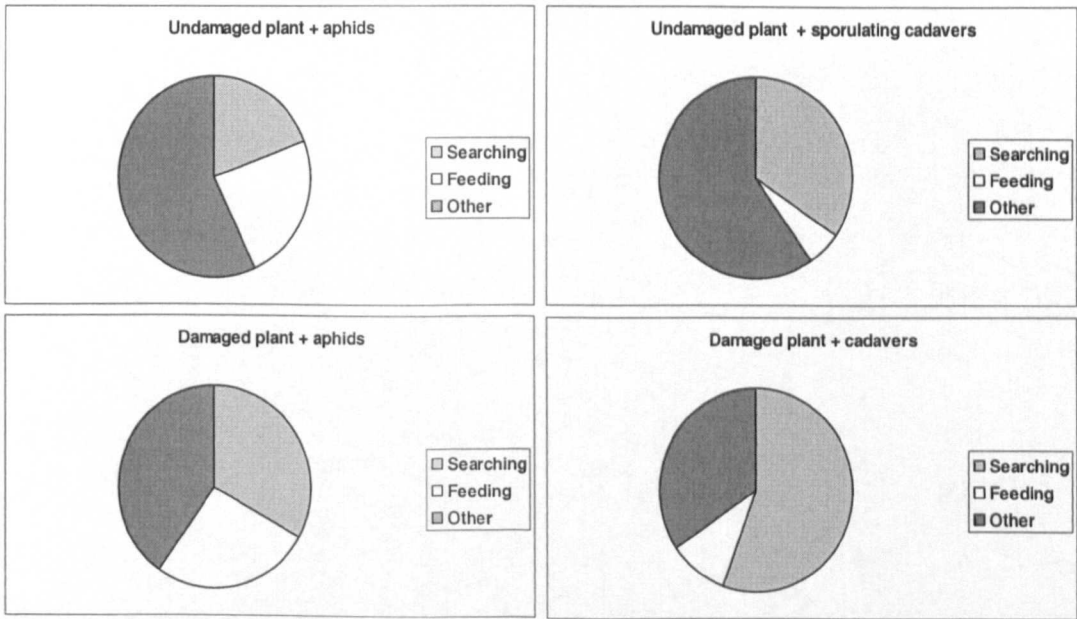 Undamaged plant + aphids
Searching
Feeding
Other
Undamaged plant + sporulating cadavers
Searching
Feeding
Other
Damaged plant + aphids
Searching
Feeding
Other
Damaged plant + cadavers
Searching
Feeding
Other